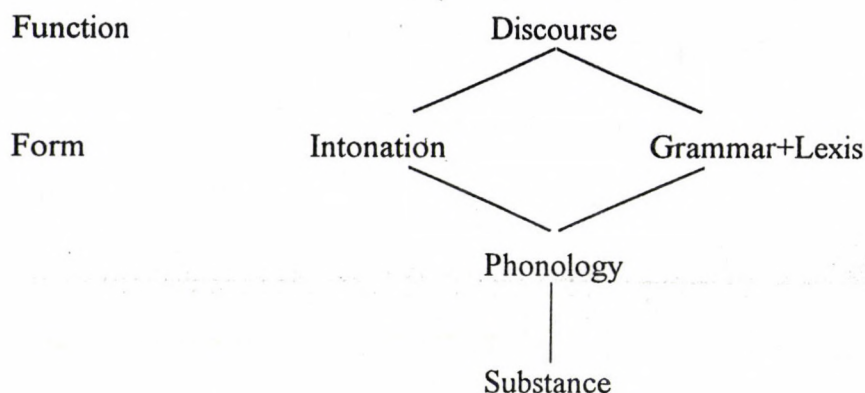 Function Discourse
Form Intonation Grammar+Lexis
Phonology
Substance